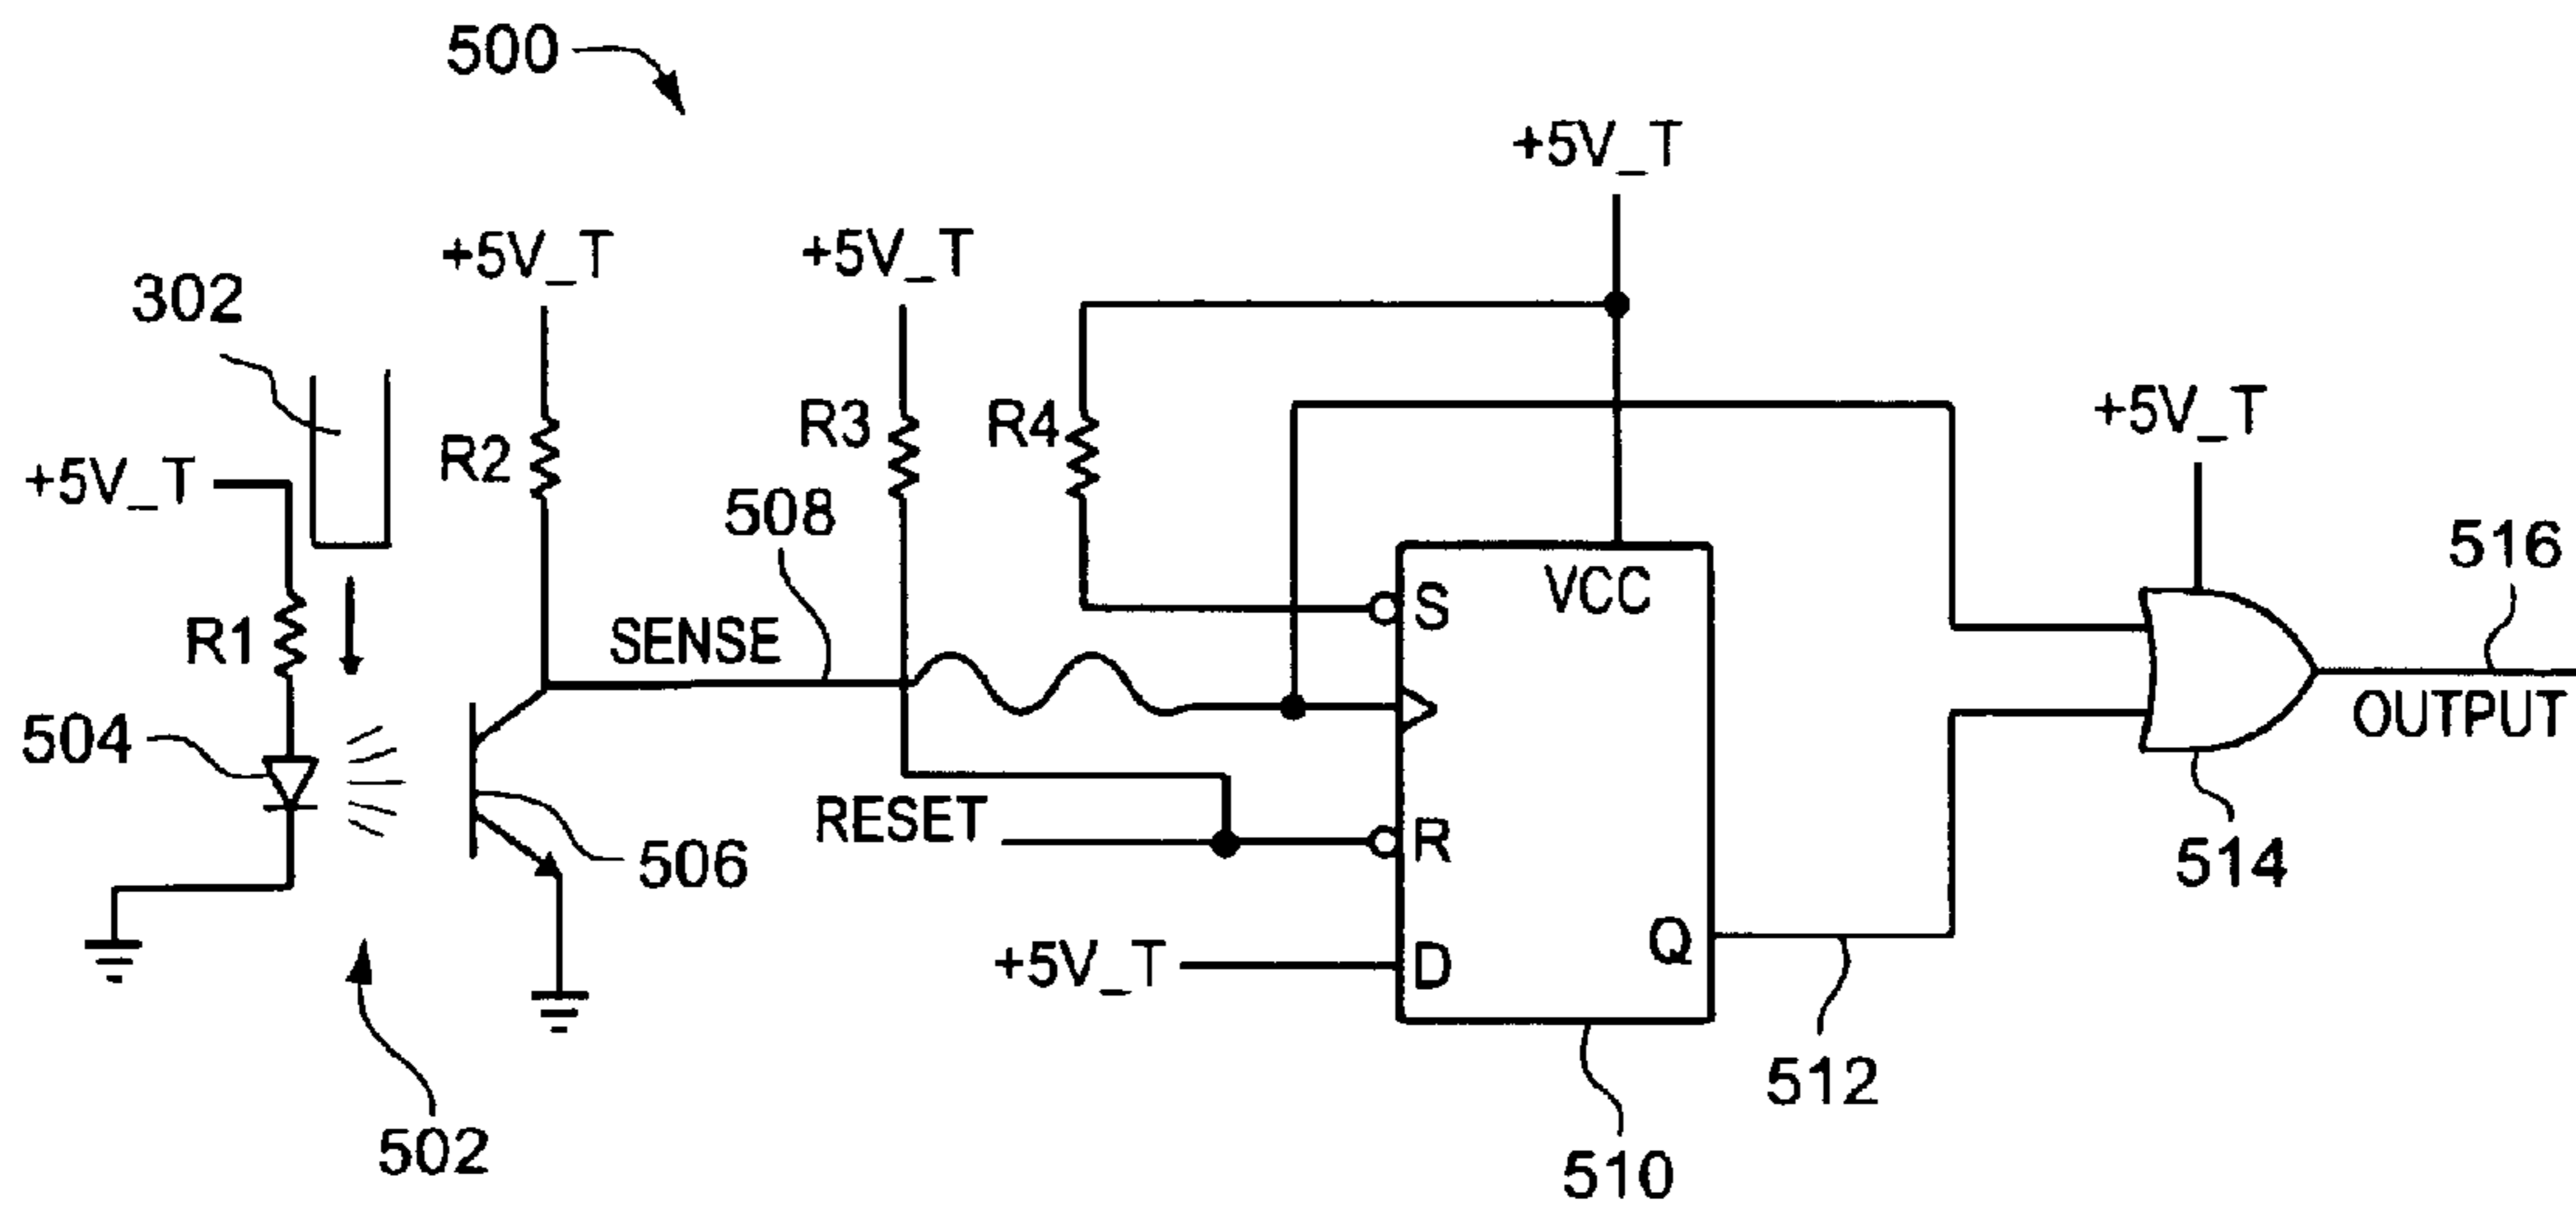 500
+5V_T
+5V_T
+5V_T
302
+5V_T
R3
R4
R2
+5V_T
508
516
VCC
S
R1
SENSE
OUTPUT
504
RESET
R
506
514
Q
+5V_T
D
512
502
510